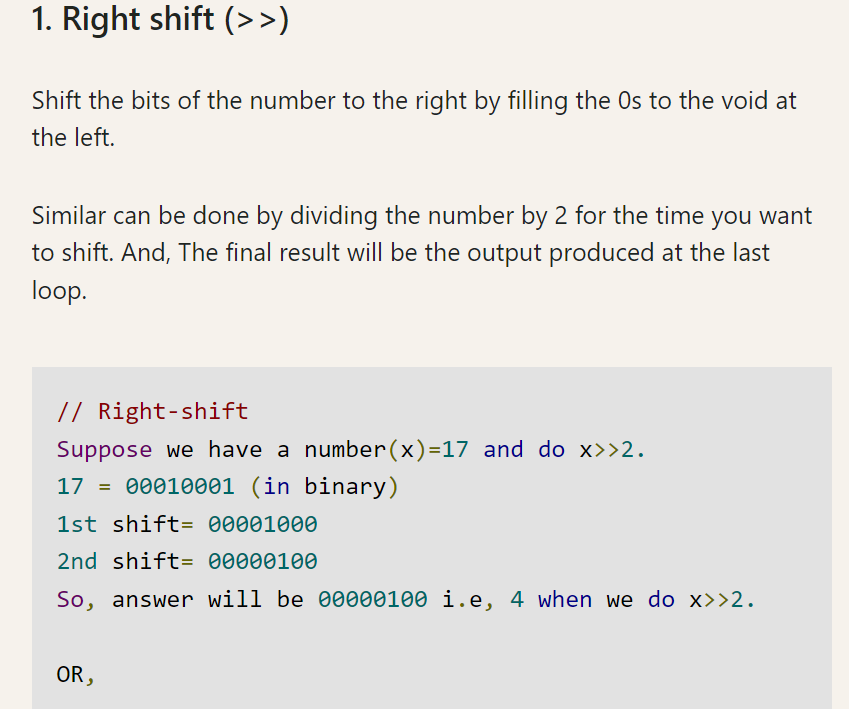 1. Right shift (>>)
Shift the bits of the number to the right by filling the 0s to the void at
the left.
Similar can be done by dividing the number by 2 for the time you want
to shift. And, The final result will be the output produced at the last
loop.
// Right-shift
Suppose we have a number(x)=17 and do x>>2.
17 = 00010001 (in binary)
1st shift= 00001000
2nd shift= 00000100
So, answer will be 00000100 i.e, 4 when we do x>>2.
OR,